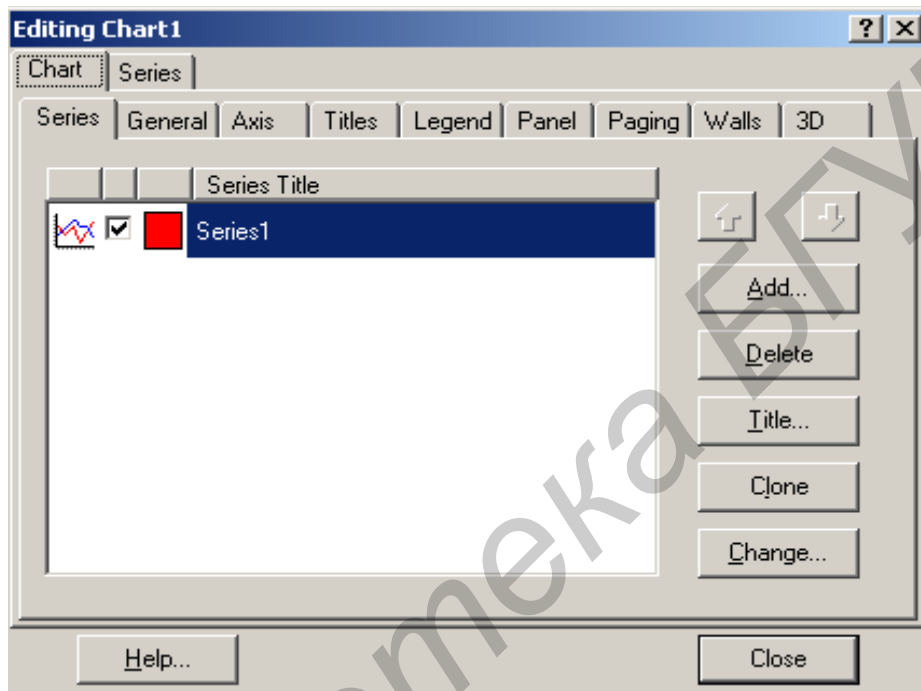 Editing Chart1
Chart Series
Series General Axis Titles Legend Panel Paging Walls 3D
Series Title
Series1
Add...
Delete
Title...
Clone
Change...
Help... Close